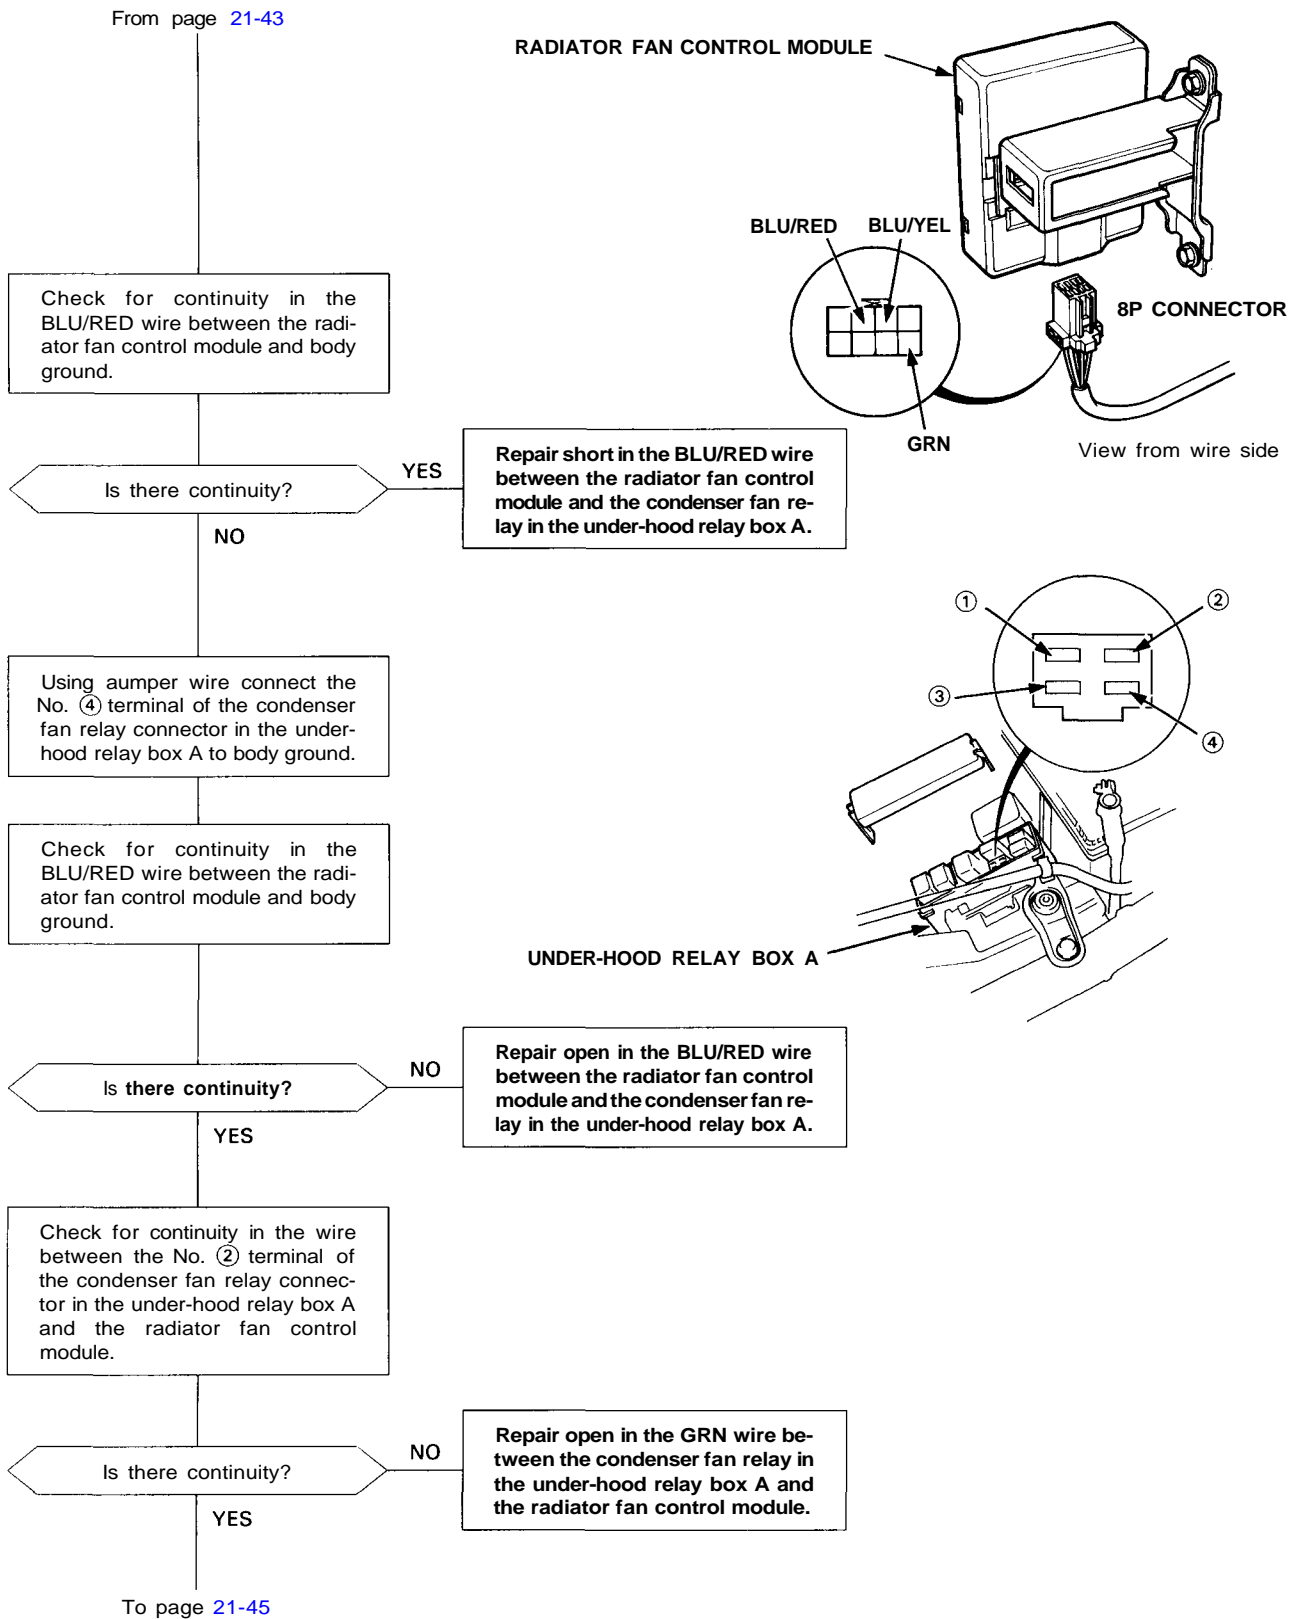 From page 21-43
RADIATOR FAN CONTROL MODULE
BLU/RED BLU/YEL
8P CONNECTOR
GRN
View from wire side
Check for continuity in the
BLU/RED wire between the radi-
ator fan control module and body
ground.
Is there continuity?
YES
Repair short in the BLU/RED wire
between the radiator fan control
module and the condenser fan re-
lay in the under-hood relay box A.
NO
① ②
③ ④
UNDER-HOOD RELAY BOX A
Using aumper wire connect the
No. ④ terminal of the condenser
fan relay connector in the under-
hood relay box A to body ground.
Check for continuity in the
BLU/RED wire between the radi-
ator fan control module and body
ground.
Is there continuity?
NO
Repair open in the BLU/RED wire
between the radiator fan control
module and the condenser fan re-
lay in the under-hood relay box A.
YES
Check for continuity in the wire
between the No. ② terminal of
the condenser fan relay connec-
tor in the under-hood relay box A
and the radiator fan control
module.
Is there continuity?
NO
Repair open in the GRN wire be-
tween the condenser fan relay in
the under-hood relay box A and
the radiator fan control module.
YES
To page 21-45